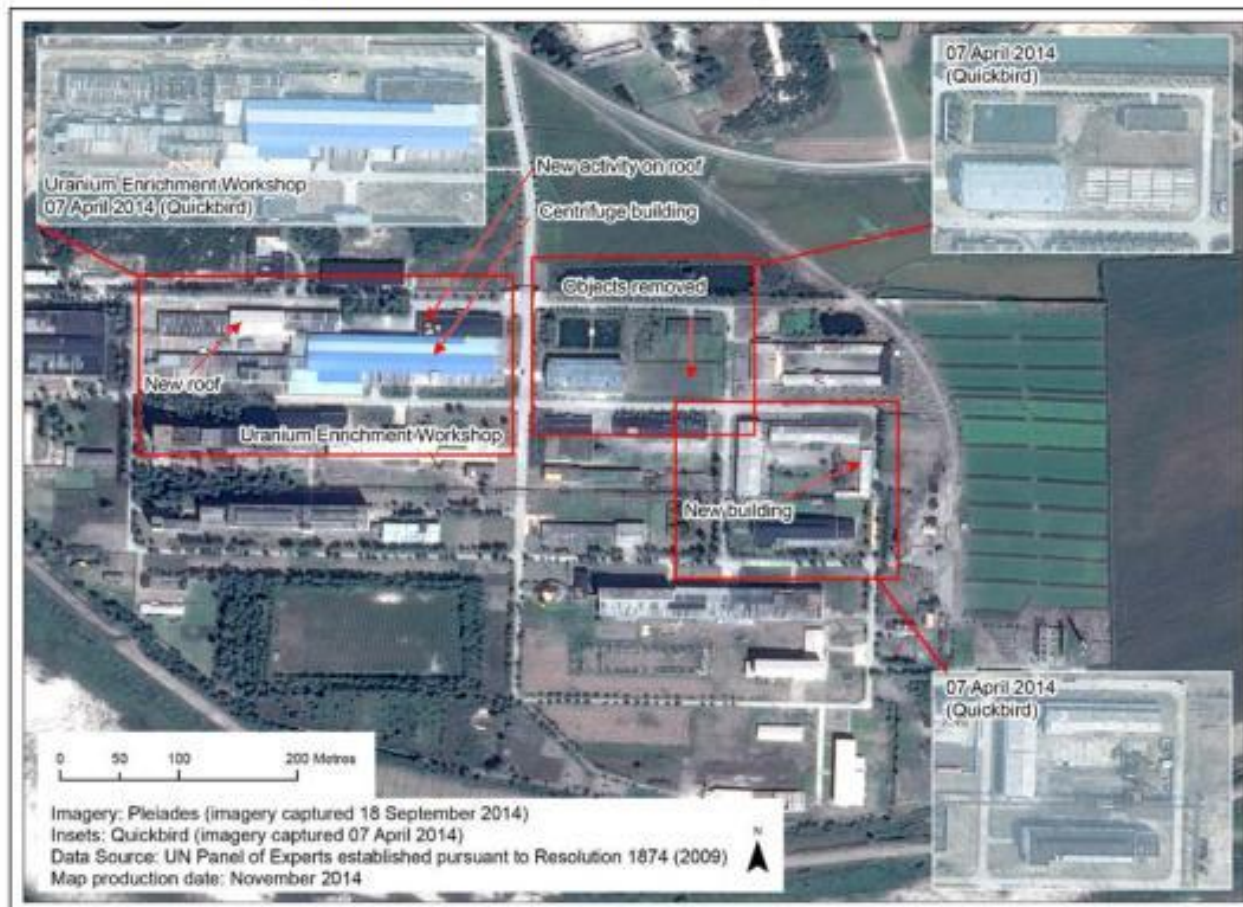 Uranium Enrichment Workshop
07 April 2014 (Quickbird)
07 April 2014
(Quickbird)
New activity on roof
Centrifuge building
Objects removed
New roof
Uranium Enrichment Workshop
New building
07 April 2014
(Quickbird)
0 50 100 200 Metres
Imagery: Pleiades (imagery captured 18 September 2014)
Insets: Quickbird (imagery captured 07 April 2014)
Data Source: UN Panel of Experts established pursuant to Resolution 1874 (2009)
Map production date: November 2014
N